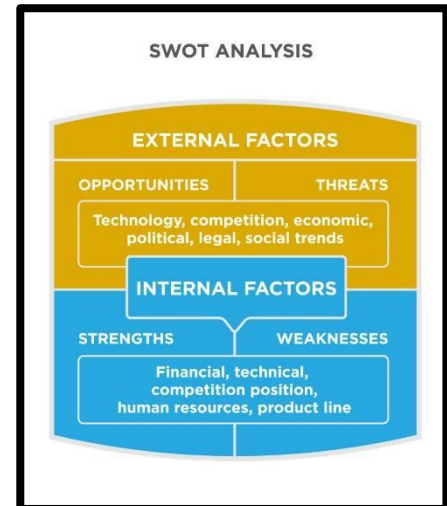 SWOT ANALYSIS
EXTERNAL FACTORS
OPPORTUNITIES
THREATS
Technology, competition, economic,
political, legal, social trends
INTERNAL FACTORS
STRENGTHS
WEAKNESSES
Financial, technical,
competition position,
human resources, product line